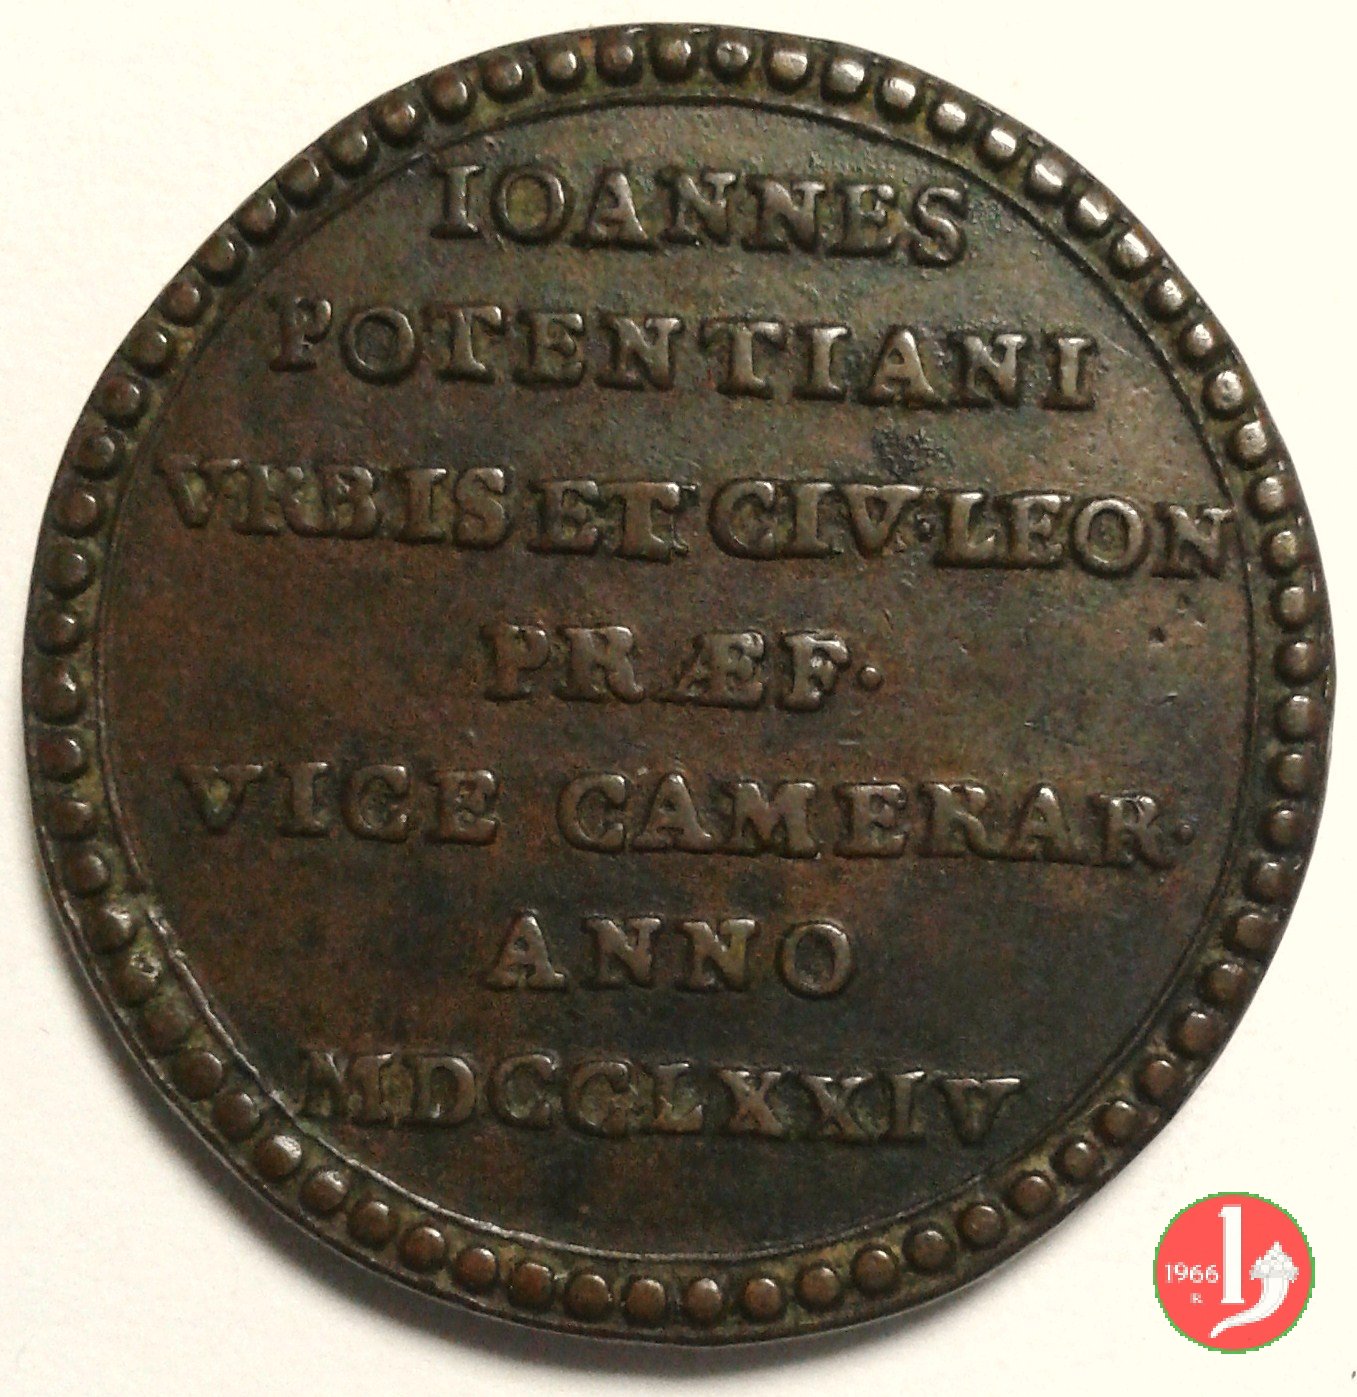 IOANNES
POTENTIANI
VRBIS ET CIV·LEON
PRÆF·
VICE CAMERAR·
ANNO
MDCCLXXIV
1966
R